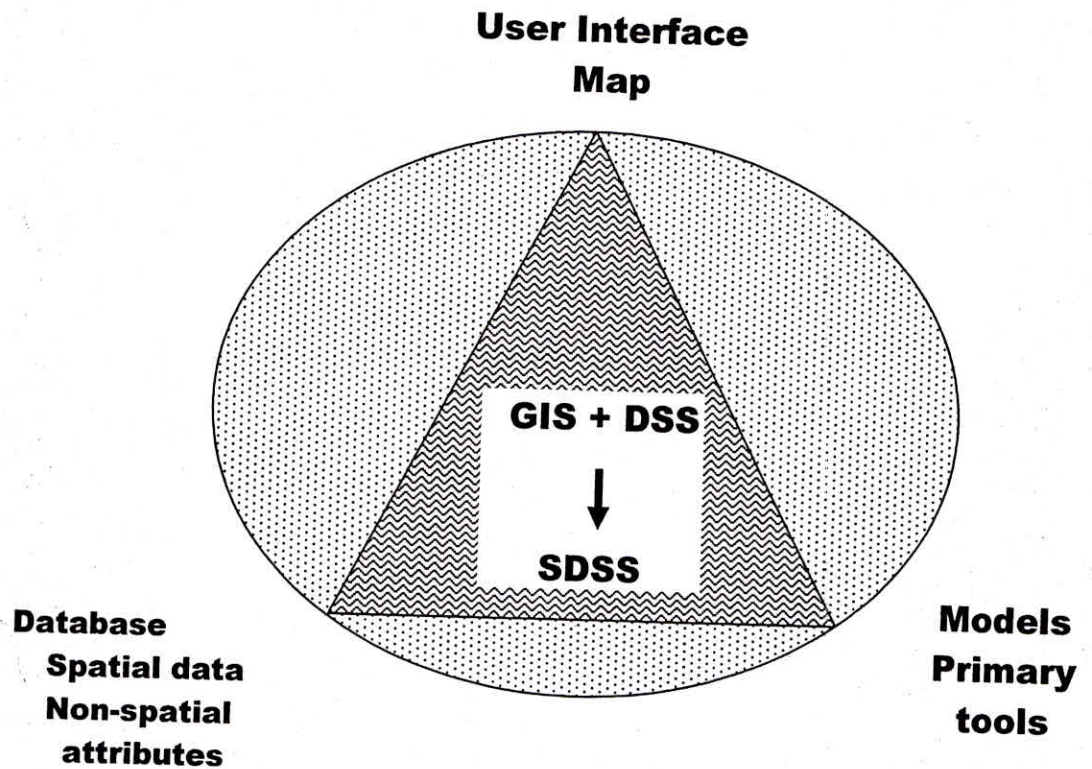 User Interface
Map
GIS + DSS
SDSS
Database
Spatial data
Non-spatial
attributes
Models
Primary
tools